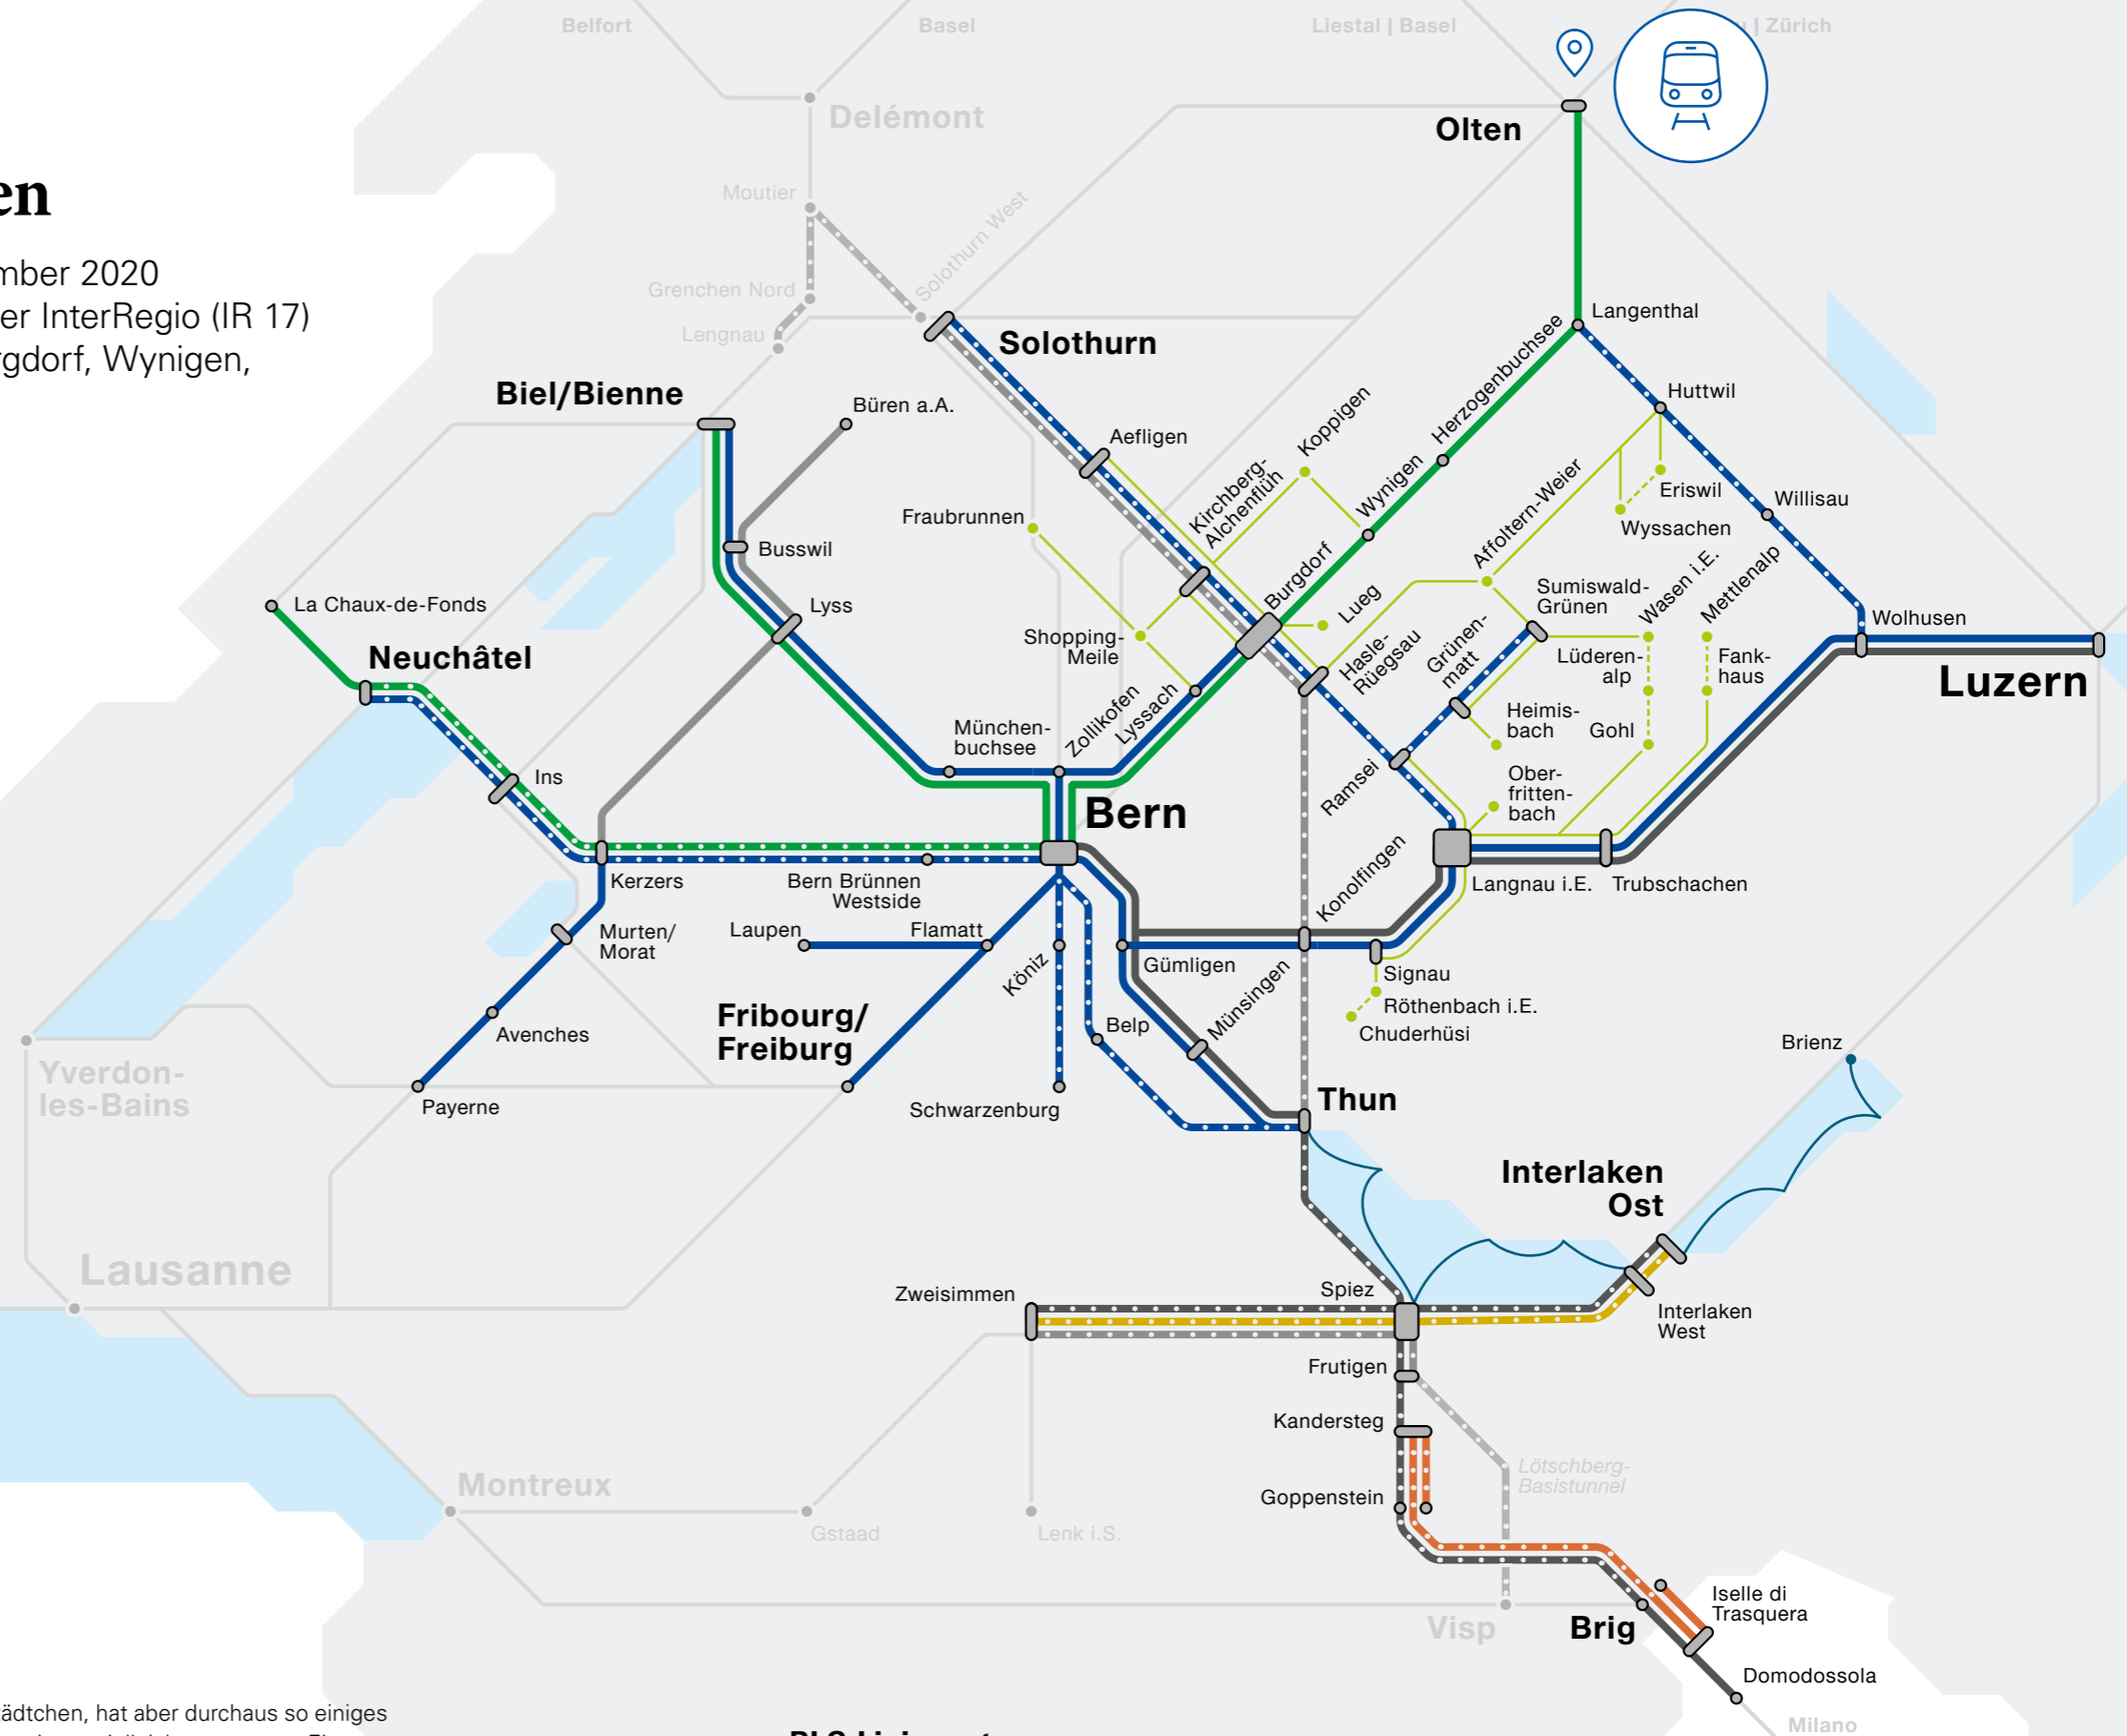 en
mber 2020
er InterRegio (IR 17)
rgdorf, Wynigen,
Belfort
Basel
Liestal | Basel
| Zürich
Delémont
Olten
Moutier
Solothurn West
Grenchen Nord
Lengnau
Langenthal
Solothurn
Biel/Bienne
Büren a.A.
Aefligen
Koppigen
Herzogenbuchsee
Huttwil
Kirchberg-
Alchenflüh
Wynigen
Affoltern-Weier
Eriswil
Willisau
Wyssachen
Fraubrunnen
Busswil
Burgdorf
Lueg
Sumiswald-
Grünen
Wasen i.E.
Mettlenalp
La Chaux-de-Fonds
Lyss
Wolhusen
Neuchâtel
Shopping-
Meile
Hasle-
Rüegsau
Grünen-
matt
Lüderen-
alp
Fank-
haus
Luzern
Zollikofen
Lyssach
München-
buchsee
Heimis-
bach
Gohl
Ins
Ramsei
Ober-
fritten-
bach
Bern
Kerzers
Bern Brünnen
Westside
Konolfingen
Langnau i.E.
Trubschachen
Murten/
Morat
Laupen
Flamatt
Köniz
Gümligen
Signau
Münsingen
Röthenbach i.E.
Chuderhüsi
Avenches
Fribourg/
Freiburg
Belp
Brienz
Yverdon-
les-Bains
Payerne
Schwarzenburg
Thun
Interlaken
Ost
Lausanne
Zweisimmen
Spiez
Interlaken
West
Frutigen
Kandersteg
Montreux
Gstaad
Lenk i.S.
Goppenstein
Lötschberg-
Basistunnel
Visp
Brig
Iselle di
Trasquera
Domodossola
Milano
tädtchen, hat aber durchaus so einiges